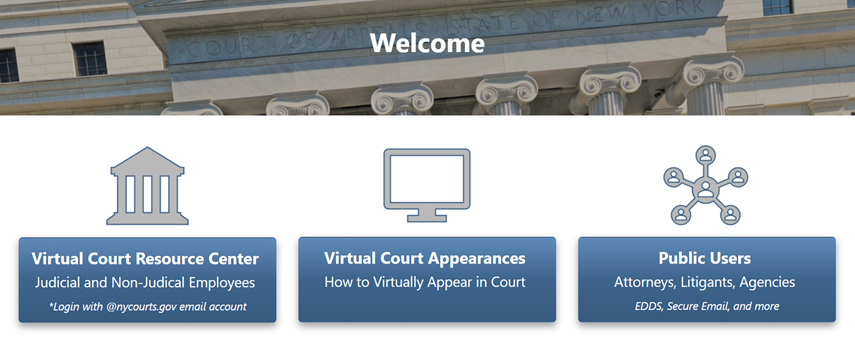 COURT OF APPEALS STATE OF NEW YORK
Welcome
Virtual Court Resource Center
Judicial and Non-Judical Employees
*Login with @nycourts.gov email account
Virtual Court Appearances
How to Virtually Appear in Court
Public Users
Attorneys, Litigants, Agencies
EDDS, Secure Email, and more